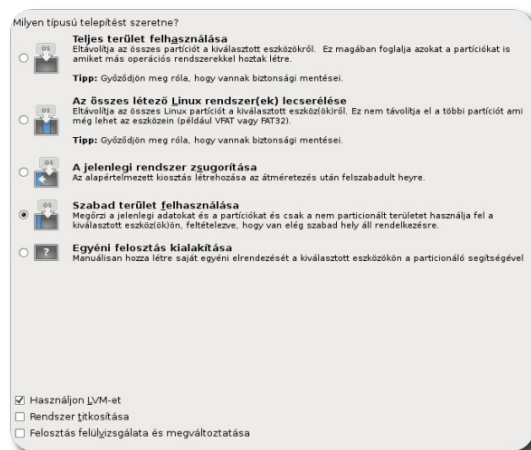 Milyen típusú telepítést szeretne?
OS
Teljes terület felhasználása
Eltávolítja az összes partíciót a kiválasztott eszközökről. Ez magában foglalja azokat a partíciókat is
amiket más operációs rendszerekkel hoztak létre.
Tipp: Győződjön meg róla, hogy vannak biztonsági mentései.
OS
Az összes létező Linux rendszer(ek) lecserélése
Eltávolítja az összes Linux partíciót a kiválasztott eszköz(ök)ről. Ez nem távolítja el a többi partíciót ami
még lehet az eszközein (például VFAT vagy FAT32).
Tipp: Győződjön meg róla, hogy vannak biztonsági mentései.
OS
A jelenlegi rendszer zsugorítása
Az alapértelmezett kiosztás létrehozása az átméretezés után felszabadult heyre.
OS
Szabad terület felhasználása
Megőrzi a jelenlegi adatokat és a partíciókat és csak a nem particionált területet használja fel a
kiválasztott eszköz(ök)ön, feltételezve, hogy van elég szabad hely áll rendelkezésre.
?
Egyéni felosztás kialakítása
Manuálisan hozza létre saját egyéni elrendezését a kiválasztott eszközökön a particionáló segítségével
Használjon LVM-et
Rendszer titkosítása
Felosztás felülvizsgálata és megváltoztatása